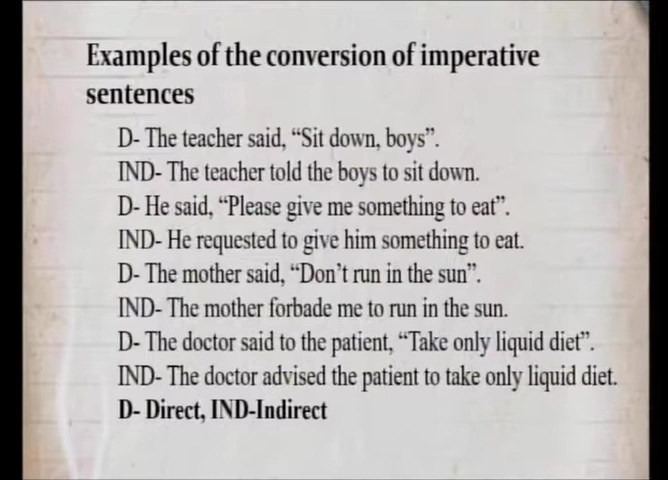 Examples of the conversion of imperative
sentences
D- The teacher said, “Sit down, boys”.
IND- The teacher told the boys to sit down.
D- He said, “Please give me something to eat”.
IND- He requested to give him something to eat.
D- The mother said, “Don’t run in the sun”.
IND- The mother forbade me to run in the sun.
D- The doctor said to the patient, “Take only liquid diet”.
IND- The doctor advised the patient to take only liquid diet.
D- Direct, IND-Indirect